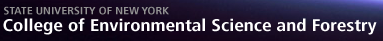 STATE UNIVERSITY OF NEW YORK
College of Environmental Science and Forestry